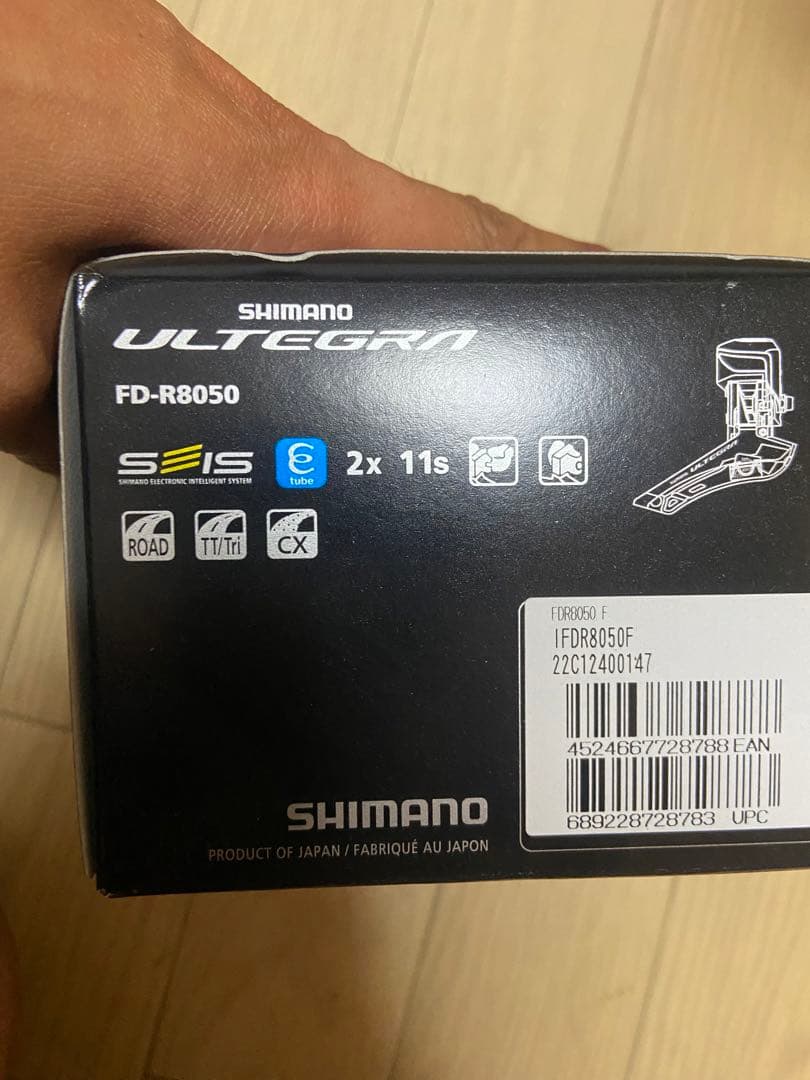 SHIMANO
ULTEGRA
FD-R8050
SEIS
SHIMANO ELECTRONIC INTELLIGENT SYSTEM
e tube
2x 11s
ROAD
TT/Tri
CX
ULTEGRA
FDR8050 F
IFDR8050F
22C12400147
4524667728788 EAN
689228728783 UPC
SHIMANO
PRODUCT OF JAPAN / FABRIQUÉ AU JAPON